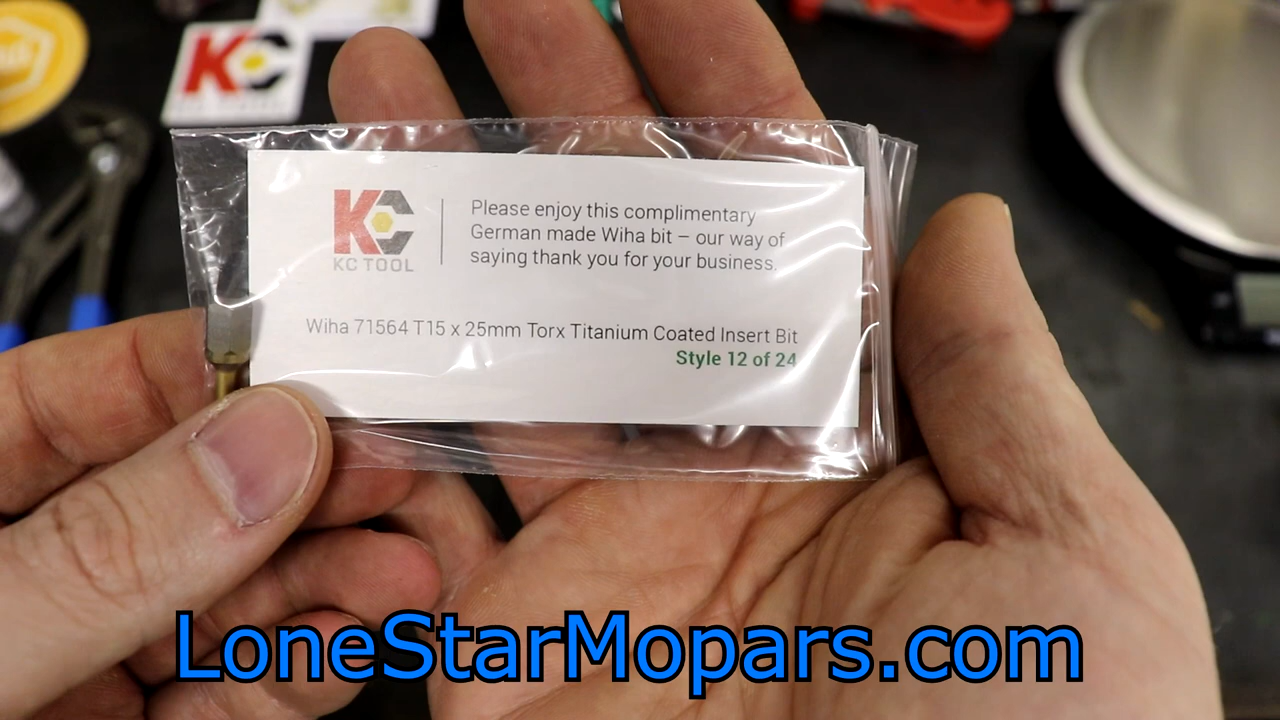 KC
KC
KC TOOL
Please enjoy this complimentary
German made Wiha bit – our way of
saying thank you for your business.
Wiha 71564 T15 x 25mm Torx Titanium Coated Insert Bit
Style 12 of 24
LoneStarMopars.com